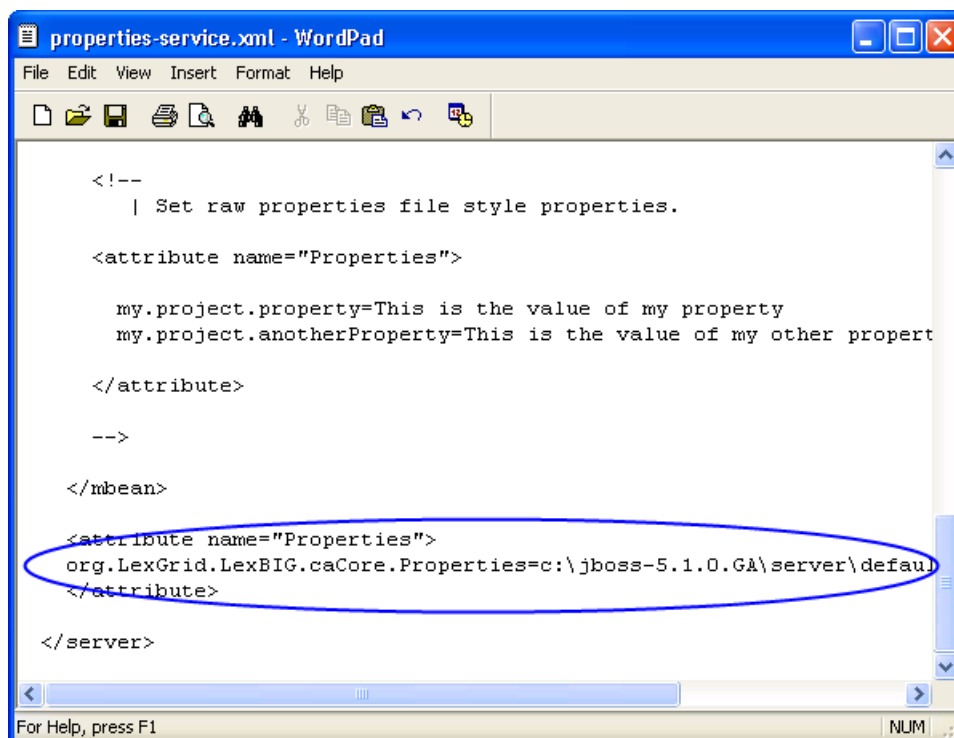 properties-service.xml - WordPad
File Edit View Insert Format Help
<!--
| Set raw properties file style properties.
<attribute name="Properties">
my.project.property=This is the value of my property
my.project.anotherProperty=This is the value of my other propert
</attribute>
-->
</mbean>
<attribute name="Properties">
org.LexGrid.LexBIG.caCore.Properties=c:\jboss-5.1.0.GA\server\defaul
</attribute>
</server>
For Help, press F1 NUM